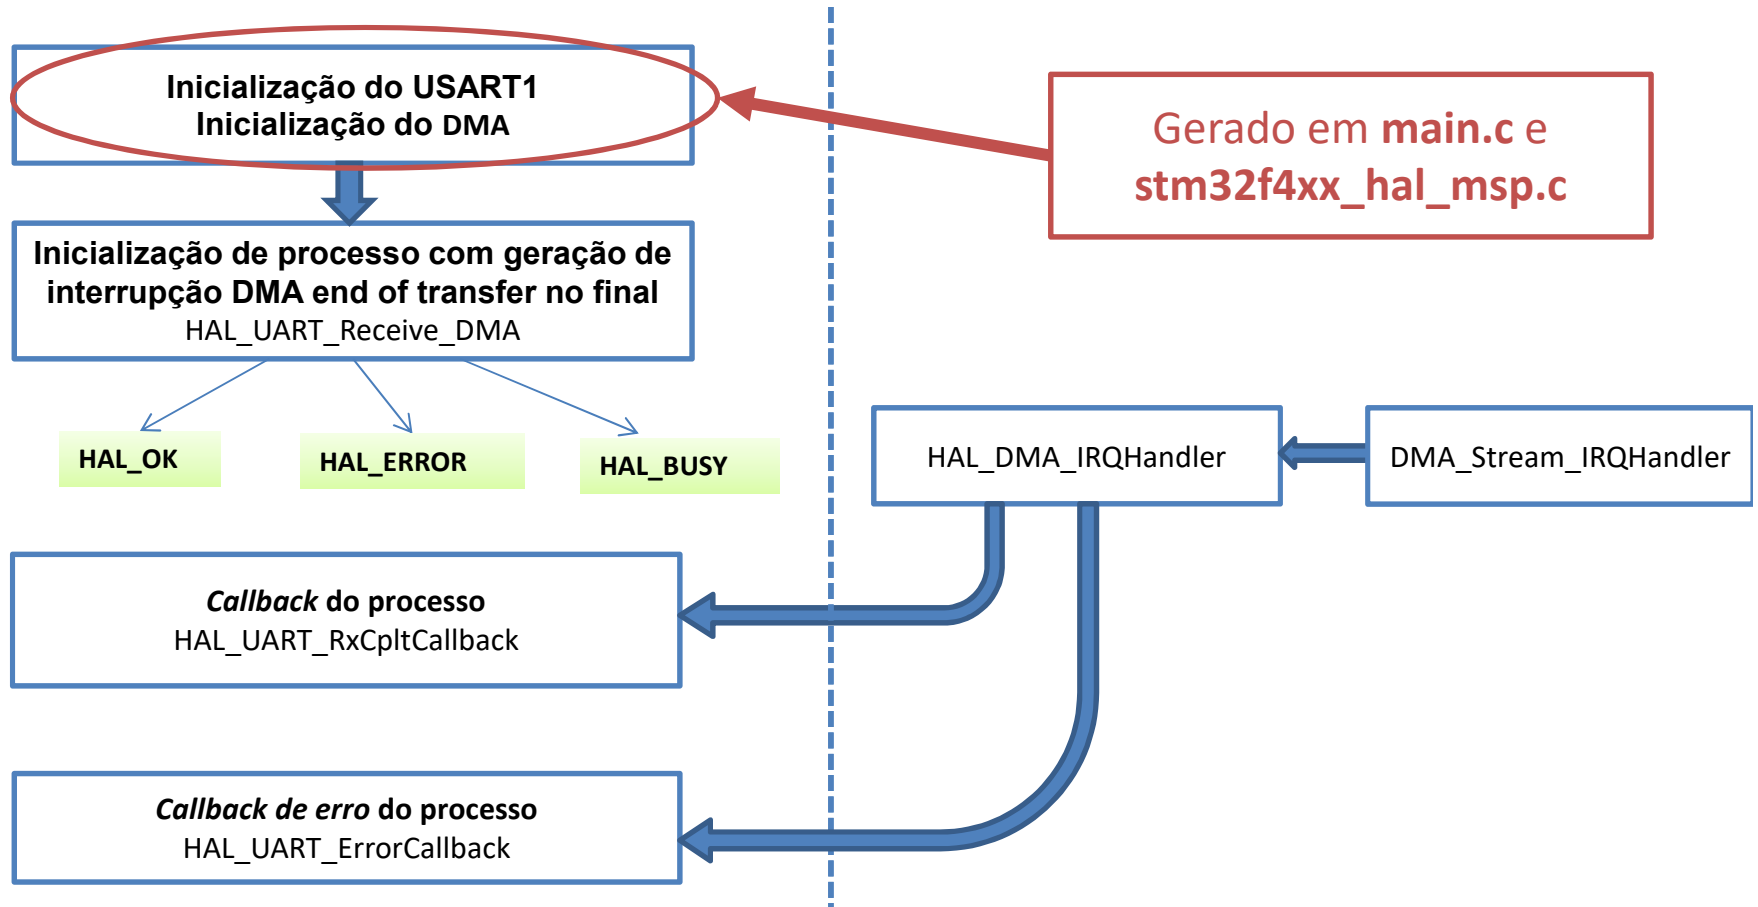 Inicialização do USART1
Inicialização do DMA
Gerado em main.c e
stm32f4xx_hal_msp.c
Inicialização de processo com geração de
interrupção DMA end of transfer no final
HAL_UART_Receive_DMA
HAL_OK
HAL_ERROR
HAL_BUSY
HAL_DMA_IRQHandler
DMA_Stream_IRQHandler
Callback do processo
HAL_UART_RxCpltCallback
Callback de erro do processo
HAL_UART_ErrorCallback